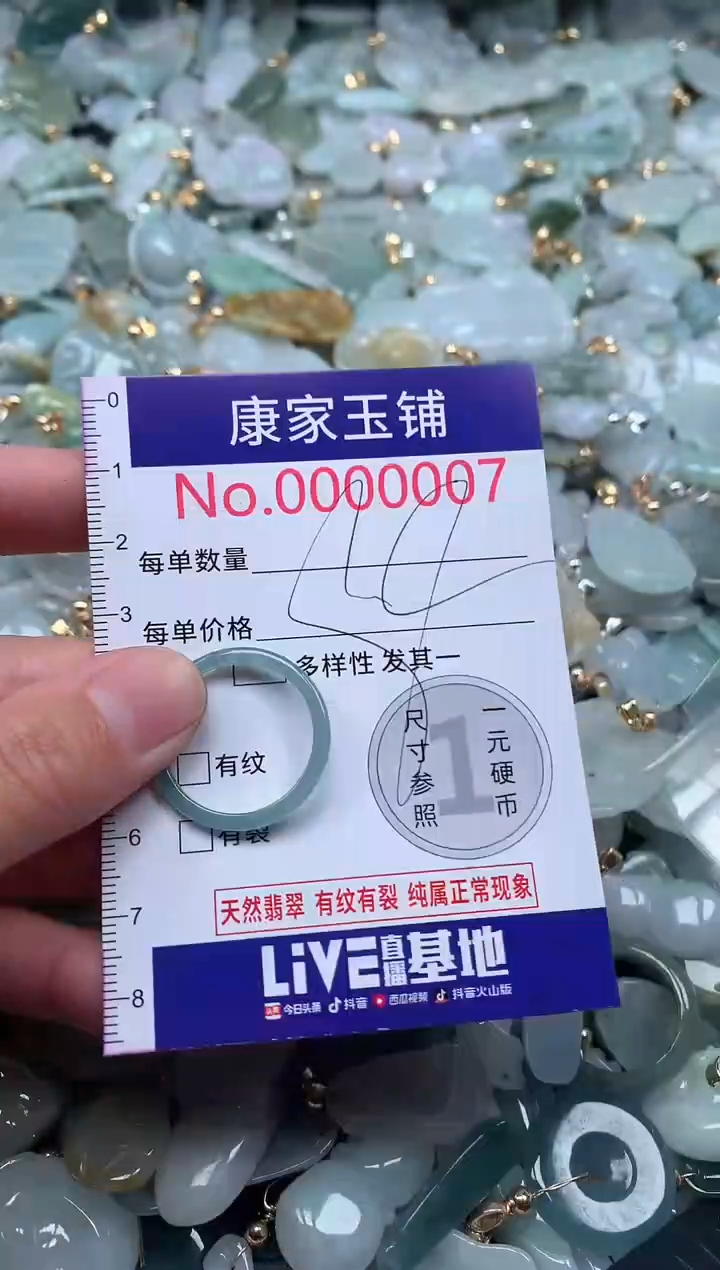 0
康家玉铺
1
No.0000007
2
每单数量
3
每单价格
多样性 发其一
尺寸参照
1
一元硬币
有纹
6
有裂
天然翡翠 有纹有裂 纯属正常现象
7
LiVE直播基地
8
头条 今日头条 抖音 西瓜视频 抖音火山版